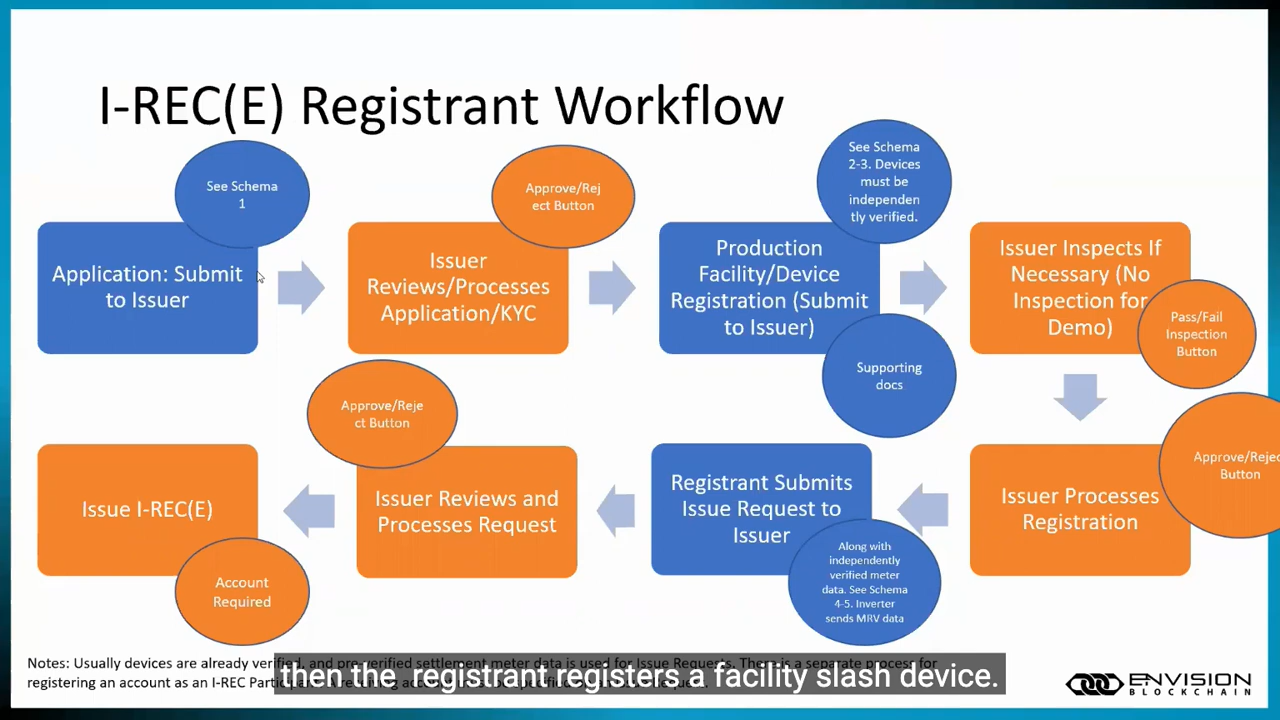 I-REC(E) Registrant Workflow
See Schema
1
Application: Submit
to Issuer
Approve/Rej
ect Button
Issuer
Reviews/Processes
Application/KYC
See Schema
2-3. Devices
must be
independen
tly verified.
Production
Facility/Device
Registration (Submit
to Issuer)
Supporting
docs
Issuer Inspects If
Necessary (No
Inspection for
Demo)
Pass/Fail
Inspection
Button
Approve/Rejec
Button
Issuer Processes
Registration
Registrant Submits
Issue Request to
Issuer
Along with
independently
verified meter
data. See Schema
4-5. Inverter
sends MRV data
Approve/Reje
ct Button
Issuer Reviews and
Processes Request
Issue I-REC(E)
Account
Required
Notes: Usually devices are already verified, and pre-verified settlement meter data is used for Issue Requests. There is a separate process for
registering an account as an I-REC
then the registrant registers a facility slash device.
ENVISION
BLOCKCHAIN